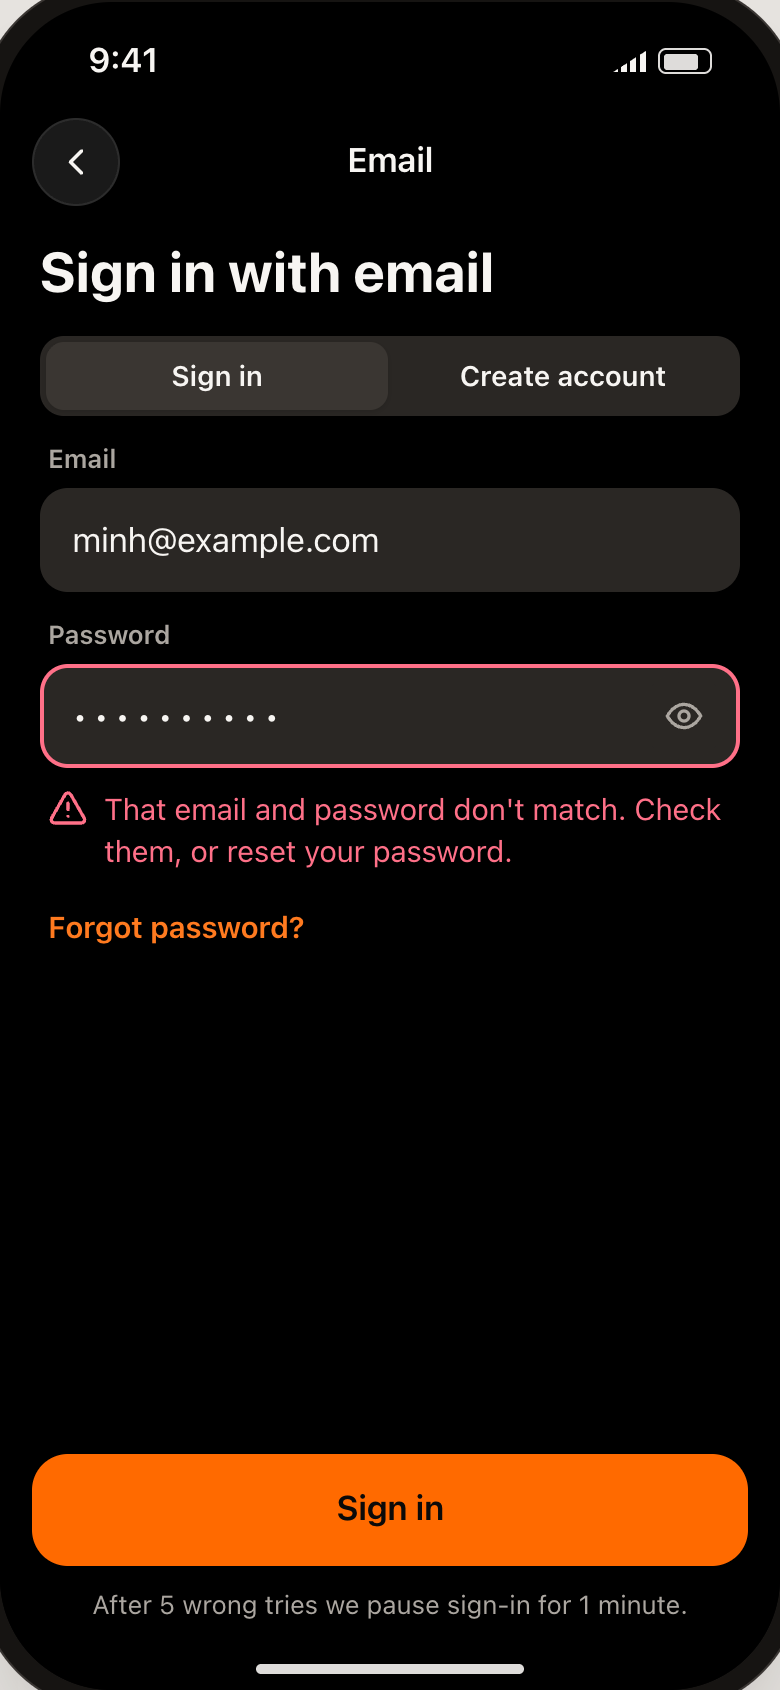 9:41
Email
Sign in with email
Sign in
Create account
Email
minh@example.com
Password
••••••••••
That email and password don't match. Check
them, or reset your password.
Forgot password?
Sign in
After 5 wrong tries we pause sign-in for 1 minute.